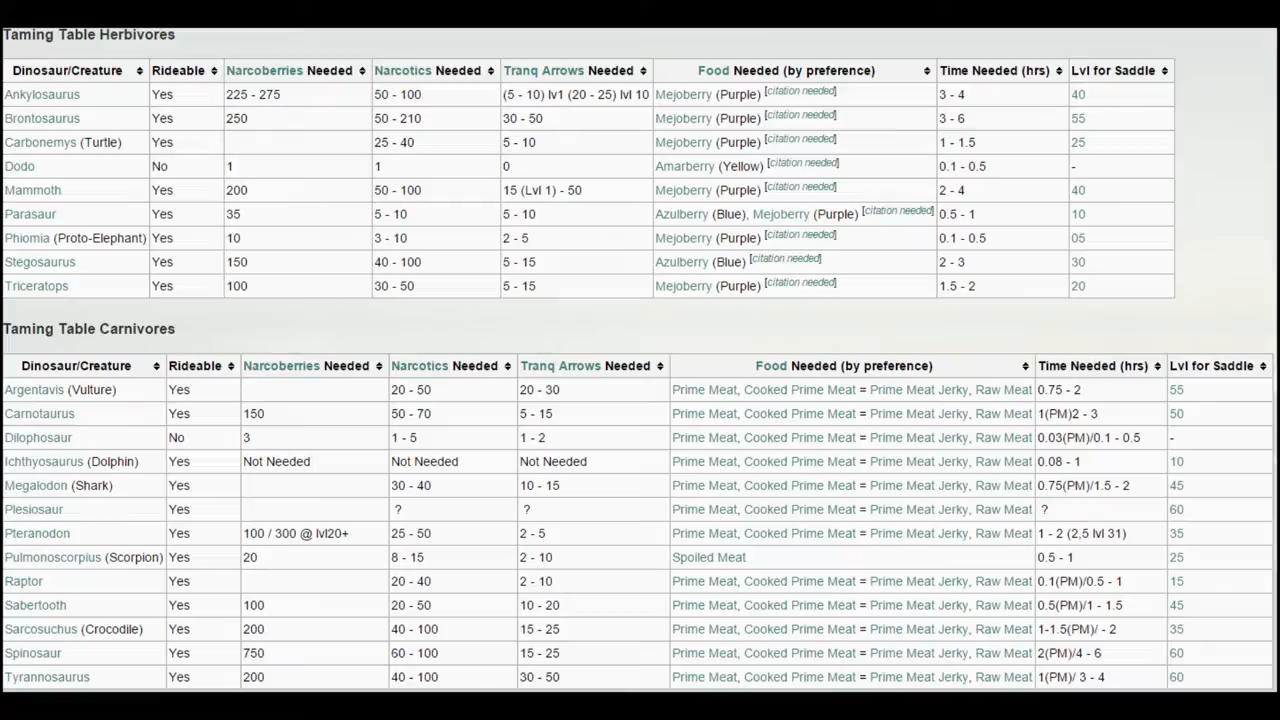 Taming Table Herbivores
Dinosaur/Creature Rideable Narcoberries Needed Narcotics Needed Tranq Arrows Needed Food Needed (by preference) Time Needed (hrs) Lvl for Saddle
Ankylosaurus Yes 225 - 275 50 - 100 (5 - 10) lv1 (20 - 25) lvl 10 Mejoberry (Purple) [citation needed] 3 - 4 40
Brontosaurus Yes 250 50 - 210 30 - 50 Mejoberry (Purple) [citation needed] 3 - 6 55
Carbonemys (Turtle) Yes 25 - 40 5 - 10 Mejoberry (Purple) [citation needed] 1 - 1.5 25
Dodo No 1 1 0 Amarberry (Yellow) [citation needed] 0.1 - 0.5 -
Mammoth Yes 200 50 - 100 15 (Lvl 1) - 50 Mejoberry (Purple) [citation needed] 2 - 4 40
Parasaur Yes 35 5 - 10 5 - 10 Azulberry (Blue), Mejoberry (Purple) [citation needed] 0.5 - 1 10
Phiomia (Proto-Elephant) Yes 10 3 - 10 2 - 5 Mejoberry (Purple) [citation needed] 0.1 - 0.5 05
Stegosaurus Yes 150 40 - 100 5 - 15 Azulberry (Blue) [citation needed] 2 - 3 30
Triceratops Yes 100 30 - 50 5 - 15 Mejoberry (Purple) [citation needed] 1.5 - 2 20
Taming Table Carnivores
Dinosaur/Creature Rideable Narcoberries Needed Narcotics Needed Tranq Arrows Needed Food Needed (by preference) Time Needed (hrs) Lvl for Saddle
Argentavis (Vulture) Yes 20 - 50 20 - 30 Prime Meat, Cooked Prime Meat = Prime Meat Jerky, Raw Meat 0.75 - 2 55
Carnotaurus Yes 150 50 - 70 5 - 15 Prime Meat, Cooked Prime Meat = Prime Meat Jerky, Raw Meat 1(PM)2 - 3 50
Dilophosaur No 3 1 - 5 1 - 2 Prime Meat, Cooked Prime Meat = Prime Meat Jerky, Raw Meat 0.03(PM)/0.1 - 0.5 -
Ichthyosaurus (Dolphin) Yes Not Needed Not Needed Not Needed Prime Meat, Cooked Prime Meat = Prime Meat Jerky, Raw Meat 0.08 - 1 10
Megalodon (Shark) Yes 30 - 40 10 - 15 Prime Meat, Cooked Prime Meat = Prime Meat Jerky, Raw Meat 0.75(PM)/1.5 - 2 45
Plesiosaur Yes ? ? Prime Meat, Cooked Prime Meat = Prime Meat Jerky, Raw Meat ? 60
Pteranodon Yes 100 / 300 @ lvl20+ 25 - 50 2 - 5 Prime Meat, Cooked Prime Meat = Prime Meat Jerky, Raw Meat 1 - 2 (2,5 lvl 31) 35
Pulmonoscorpius (Scorpion) Yes 20 8 - 15 2 - 10 Spoiled Meat 0.5 - 1 25
Raptor Yes 20 - 40 2 - 10 Prime Meat, Cooked Prime Meat = Prime Meat Jerky, Raw Meat 0.1(PM)/0.5 - 1 15
Sabertooth Yes 100 20 - 50 10 - 20 Prime Meat, Cooked Prime Meat = Prime Meat Jerky, Raw Meat 0.5(PM)/1 - 1.5 45
Sarcosuchus (Crocodile) Yes 200 40 - 100 15 - 25 Prime Meat, Cooked Prime Meat = Prime Meat Jerky, Raw Meat 1-1.5(PM)/ - 2 35
Spinosaur Yes 750 60 - 100 15 - 25 Prime Meat, Cooked Prime Meat = Prime Meat Jerky, Raw Meat 2(PM)/4 - 6 60
Tyrannosaurus Yes 200 40 - 100 30 - 50 Prime Meat, Cooked Prime Meat = Prime Meat Jerky, Raw Meat 1(PM)/ 3 - 4 60